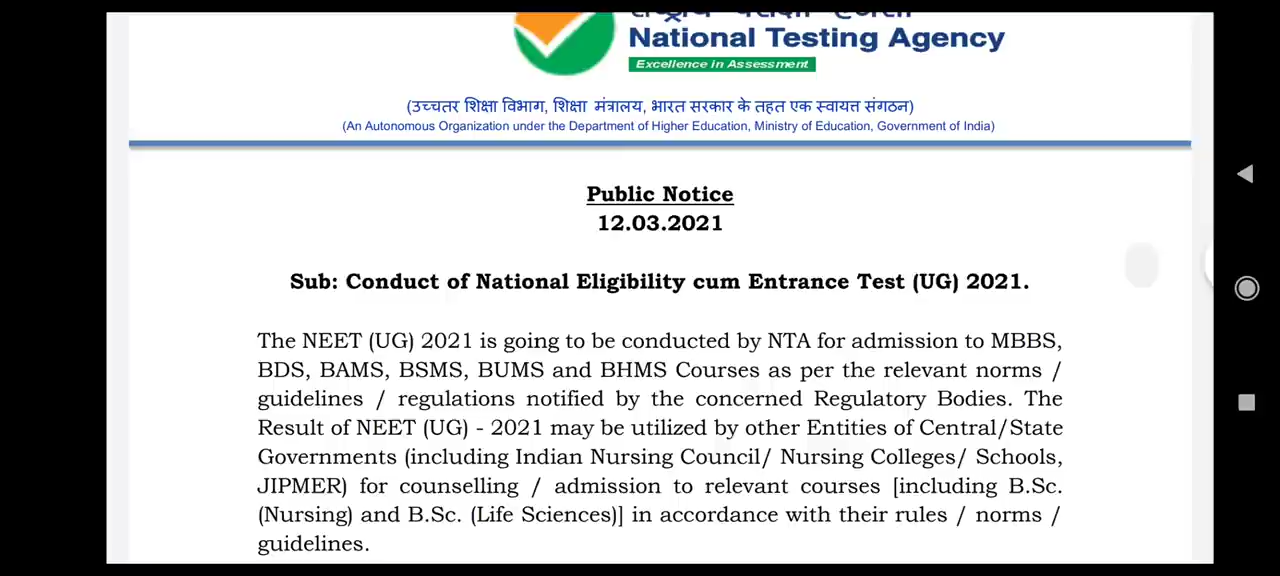 National Testing Agency
Excellence in Assessment
(उच्चतर शिक्षा विभाग, शिक्षा मंत्रालय, भारत सरकार के तहत एक स्वायत्त संगठन)
(An Autonomous Organization under the Department of Higher Education, Ministry of Education, Government of India)
Public Notice
12.03.2021
Sub: Conduct of National Eligibility cum Entrance Test (UG) 2021.
The NEET (UG) 2021 is going to be conducted by NTA for admission to MBBS,
BDS, BAMS, BSMS, BUMS and BHMS Courses as per the relevant norms /
guidelines / regulations notified by the concerned Regulatory Bodies. The
Result of NEET (UG) - 2021 may be utilized by other Entities of Central/State
Governments (including Indian Nursing Council/ Nursing Colleges/ Schools,
JIPMER) for counselling / admission to relevant courses [including B.Sc.
(Nursing) and B.Sc. (Life Sciences)] in accordance with their rules / norms /
guidelines.